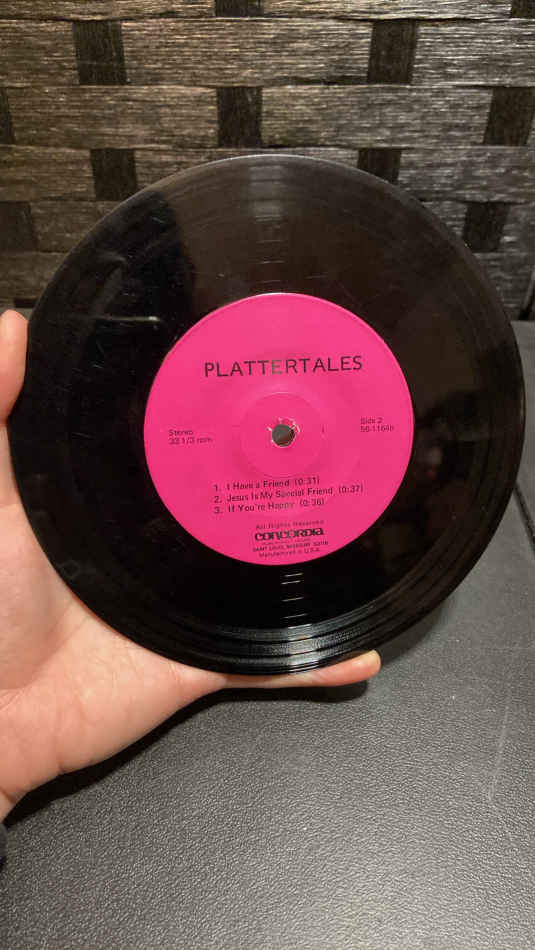 PLATTERTALES
Stereo
33 1/3 rpm
Side 2
56-1164b
1. I Have a Friend (0:31)
2. Jesus Is My Special Friend (0:37)
3. If You're Happy (0:36)
All Rights Reserved
CONCORDIA
SAINT LOUIS, MISSOURI
Manufactured in U.S.A.